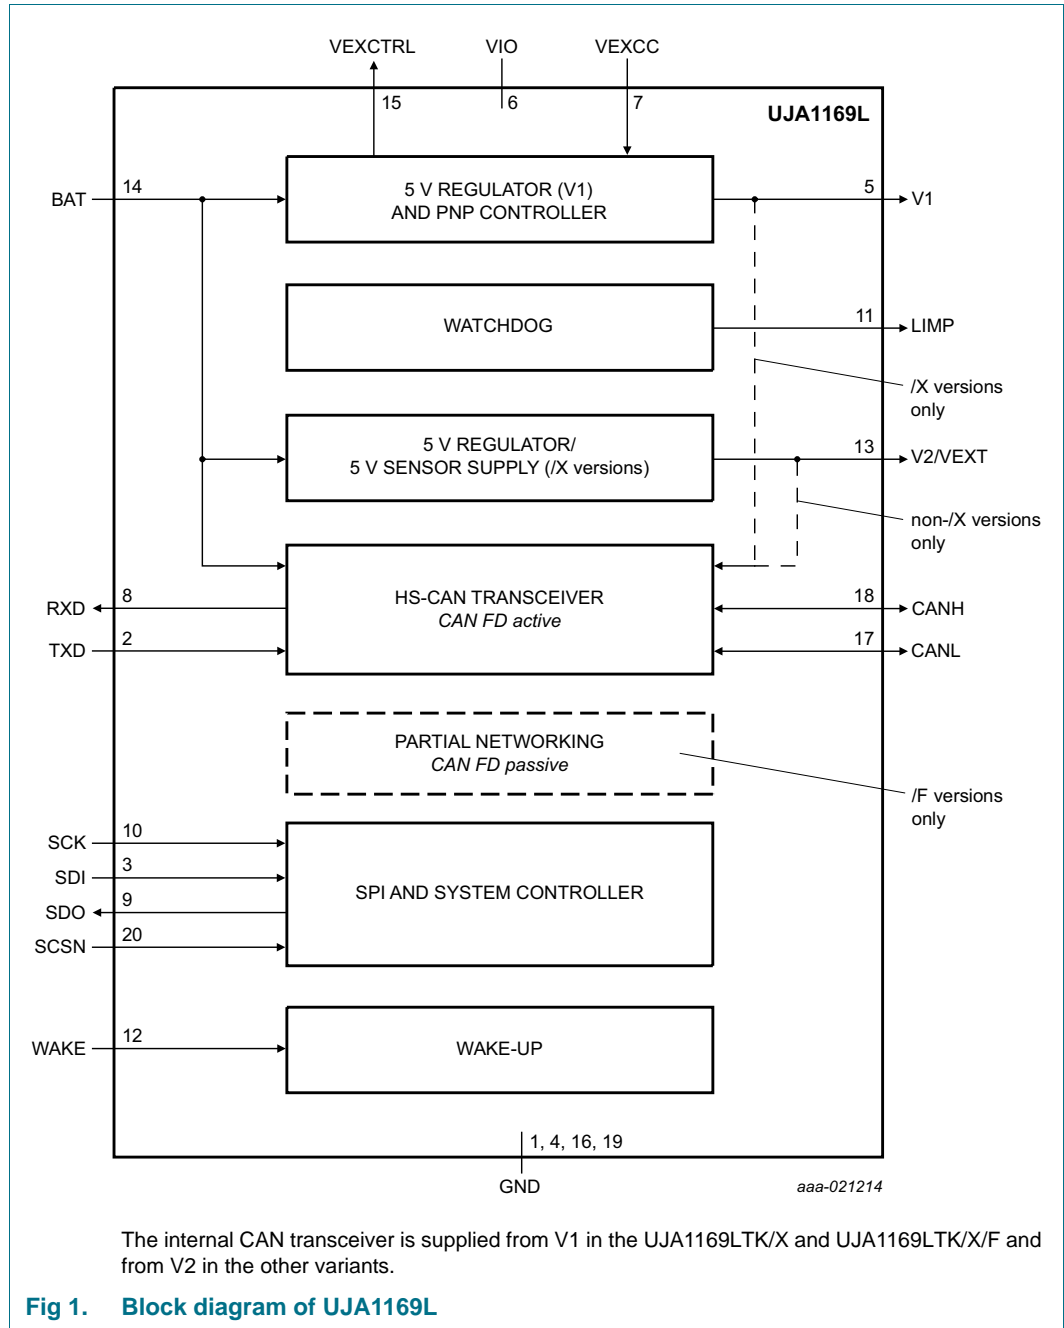 VEXCTRL VIO VEXCC
15 6 7
UJA1169L
BAT 14
5 V REGULATOR (V1)
AND PNP CONTROLLER
5 V1
WATCHDOG
11 LIMP
/X versions
only
5 V REGULATOR/
5 V SENSOR SUPPLY (/X versions)
13 V2/VEXT
non-/X versions
only
HS-CAN TRANSCEIVER
CAN FD active
RXD 8
TXD 2
18 CANH
17 CANL
PARTIAL NETWORKING
CAN FD passive
/F versions
only
SCK 10
SDI 3
SDO 9
SCSN 20
SPI AND SYSTEM CONTROLLER
WAKE 12
WAKE-UP
1, 4, 16, 19
GND
aaa-021214
The internal CAN transceiver is supplied from V1 in the UJA1169LTK/X and UJA1169LTK/X/F and
from V2 in the other variants.
Fig 1. Block diagram of UJA1169L